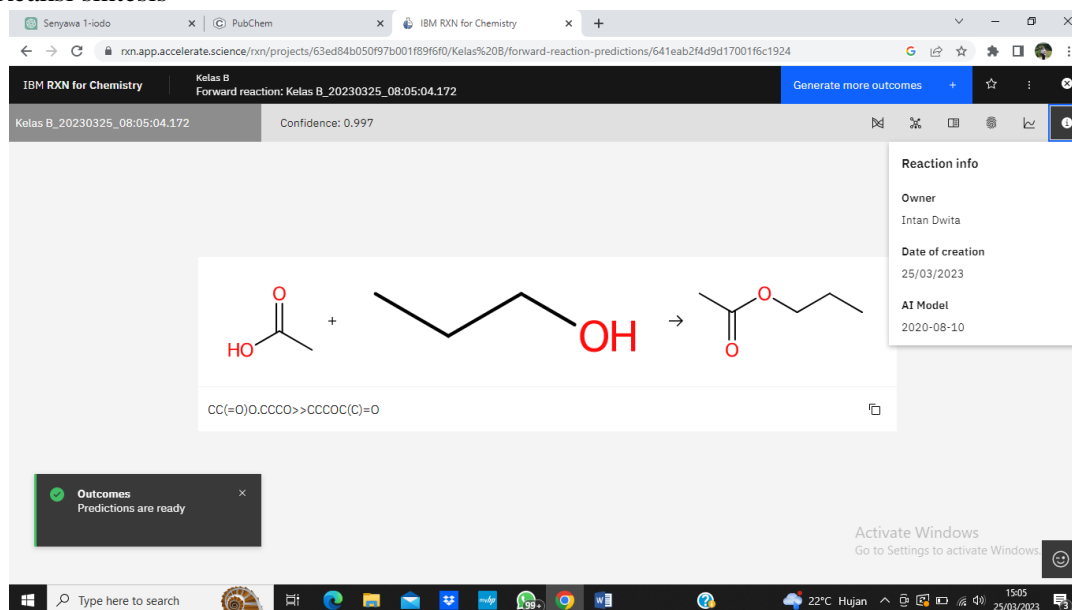 Reaksi sintesis
Senyawa 1-iodo
PubChem
IBM RXN for Chemistry
rxn.app.accelerate.science/rxn/projects/63ed84b050f97b001f89f6f0/Kelas%20B/forward-reaction-predictions/641eab2f4d9d17001f6c1924
IBM RXN for Chemistry
Kelas B
Forward reaction: Kelas B_20230325_08:05:04.172
Generate more outcomes +
Kelas B_20230325_08:05:04.172
Confidence: 0.997
Reaction info
Owner
Intan Dwita
Date of creation
25/03/2023
AI Model
2020-08-10
O
HO
+
OH
→
O
O
CC(=O)O.CCCO>>CCCOC(C)=O
Outcomes
Predictions are ready
Activate Windows
Go to Settings to activate Windows.
Type here to search
99+
22°C Hujan
15:05
25/03/2023